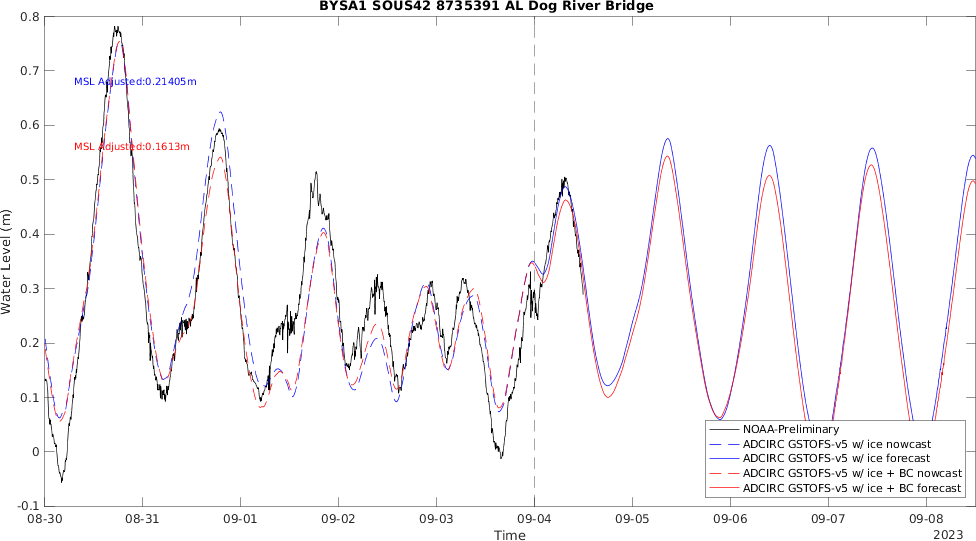 BYSA1 SOUS42 8735391 AL Dog River Bridge
0.8
0.7
MSL Adjusted:0.21405m
0.6
MSL Adjusted:0.1613m
0.5
0.4
0.3
0.2
0.1
0
-0.1
Water Level (m)
NOAA-Preliminary
ADCIRC GSTOFS-v5 w/ ice nowcast
ADCIRC GSTOFS-v5 w/ ice forecast
ADCIRC GSTOFS-v5 w/ ice + BC nowcast
ADCIRC GSTOFS-v5 w/ ice + BC forecast
08-30 08-31 09-01 09-02 09-03 09-04 09-05 09-06 09-07 09-08
Time
2023